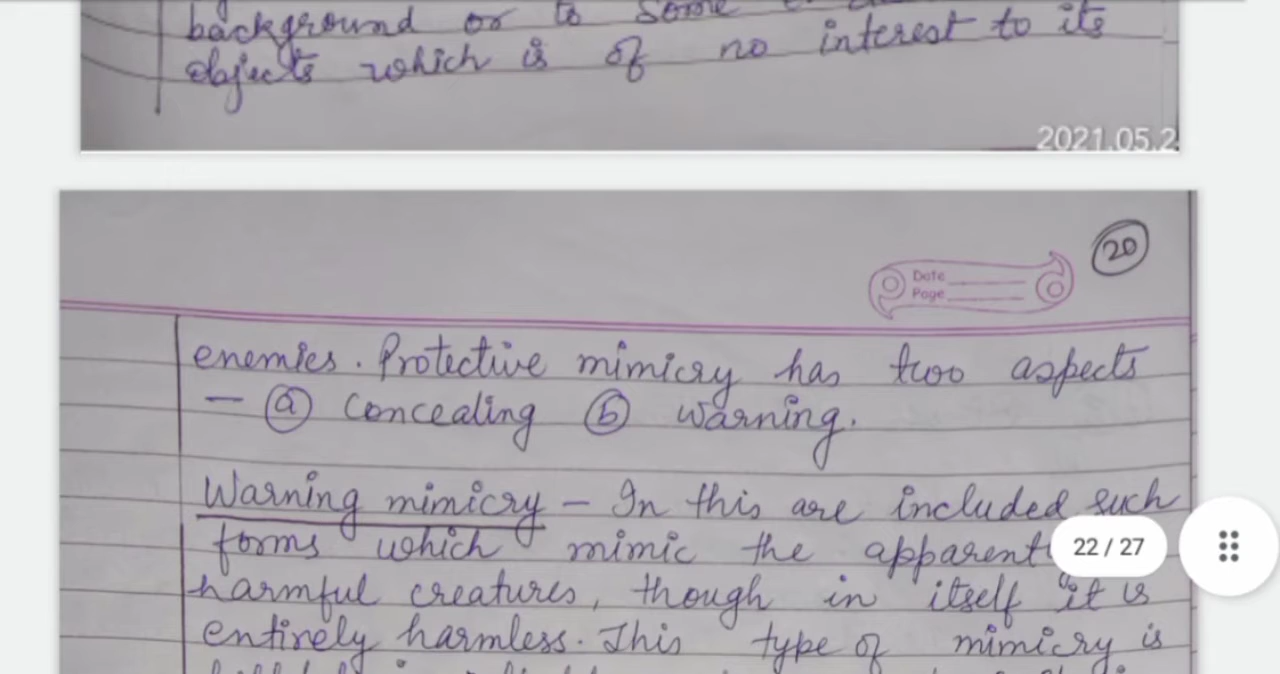 background or to some
objects which is of no interest to its
2021.05.2
20
Date
Page
enemies. Protective mimicry has two aspects
- (a) Concealing (b) Warning.
Warning mimicry - In this are included such
forms which mimic the apparent
22 / 27
harmful creatures, though in itself it is
entirely harmless. This type of mimicry is